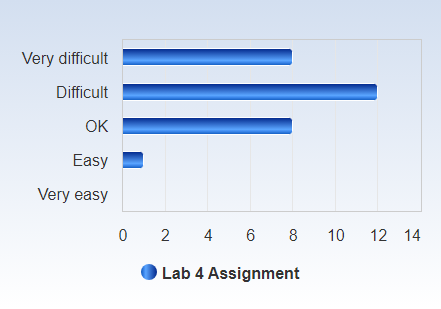 Very difficult
Difficult
OK
Easy
Very easy
0 2 4 6 8 10 12 14
Lab 4 Assignment